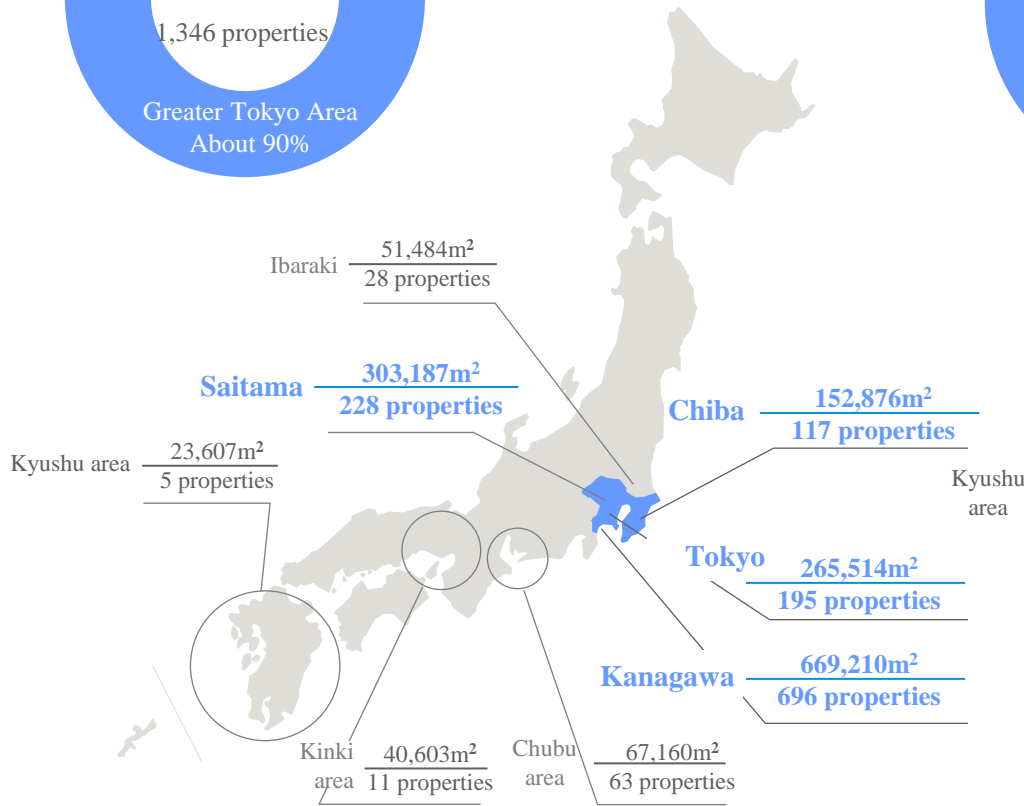 1,346 properties
Greater Tokyo Area
About 90%
Ibaraki
51,484m²
28 properties
Saitama
303,187m²
228 properties
Chiba
152,876m²
117 properties
Kyushu area
23,607m²
5 properties
Kyushu
area
Tokyo
265,514m²
195 properties
Kanagawa
669,210m²
696 properties
Kinki
area
40,603m²
11 properties
Chubu
area
67,160m²
63 properties